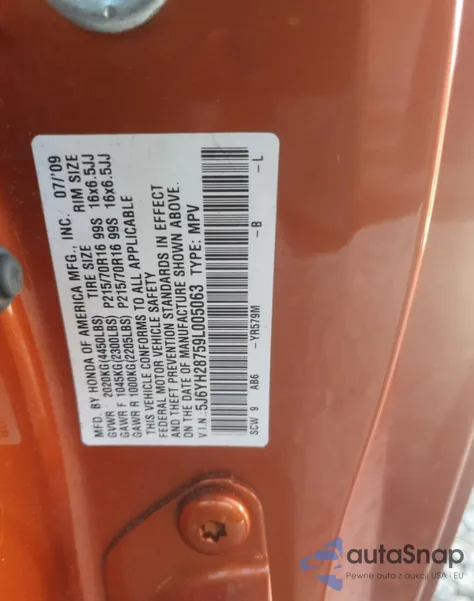 MFD. BY HONDA OF AMERICA MFG., INC. 07/'09
TIRE SIZE RIM SIZE
GVWR 2020KG(4450LBS) P215/70R16 99S 16x6.5JJ
GAWR F 1045KG(2300LBS) P215/70R16 99S 16x6.5JJ
GAWR R 1000KG(2205LBS)
THIS VEHICLE CONFORMS TO ALL APPLICABLE
FEDERAL MOTOR VEHICLE SAFETY
AND THEFT PREVENTION STANDARDS IN EFFECT
ON THE DATE OF MANUFACTURE SHOWN ABOVE.
V.I.N.: 5J6YH28759L005063 TYPE: MPV
SCW 9 AB6 -YR579M -B -L
autoSnap
Pewne auta z aukcji USA i EU